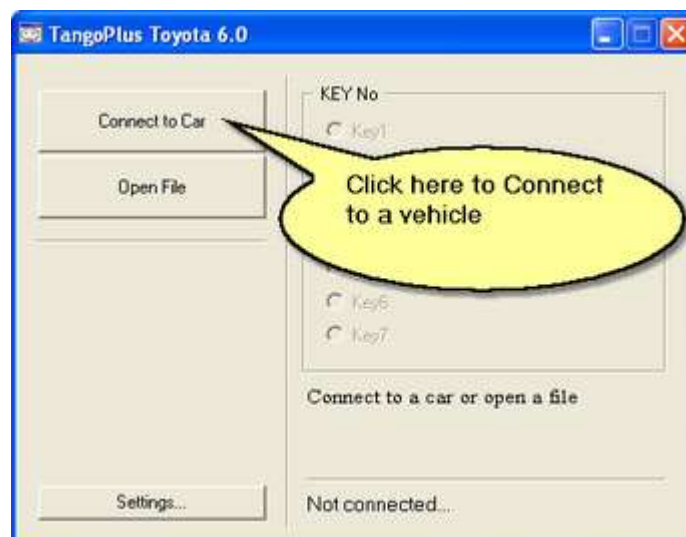 TangoPlus Toyota 6.0
Connect to Car
Open File
Settings...
KEY No
Key1
Click here to Connect
to a vehicle
Key6
Key7
Connect to a car or open a file
Not connected...